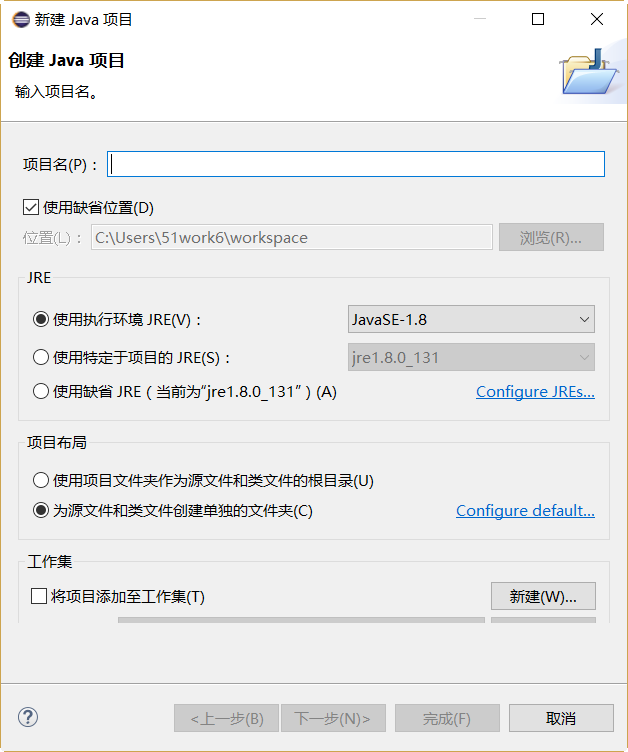 新建 Java 项目
创建 Java 项目
输入项目名。
项目名(P)：
使用缺省位置(D)
位置(L)： C:\Users\51work6\workspace 浏览(R)...
JRE
使用执行环境 JRE(V)： JavaSE-1.8
使用特定于项目的 JRE(S)： jre1.8.0_131
使用缺省 JRE（当前为“jre1.8.0_131”）(A) Configure JREs...
项目布局
使用项目文件夹作为源文件和类文件的根目录(U)
为源文件和类文件创建单独的文件夹(C) Configure default...
工作集
将项目添加至工作集(T) 新建(W)...
? <上一步(B) 下一步(N)> 完成(F) 取消